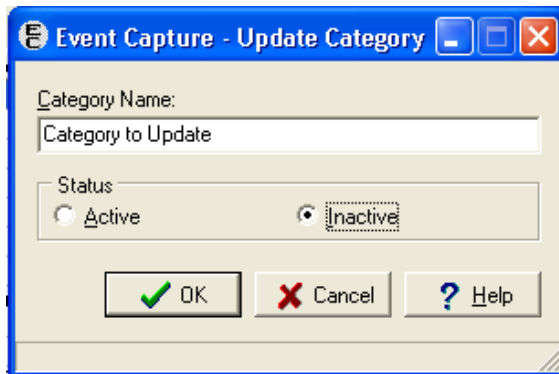 Event Capture - Update Category
Category Name:
Category to Update
Status
Active
Inactive
OK
Cancel
? Help